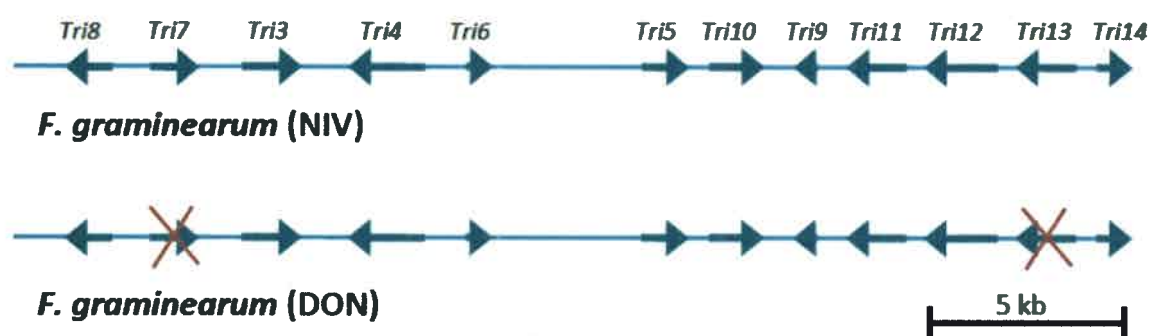 Tri8 Tri7 Tri3 Tri4 Tri6 Tri5 Tri10 Tri9 Tri11 Tri12 Tri13 Tri14
F. graminearum (NIV)
F. graminearum (DON)
5 kb